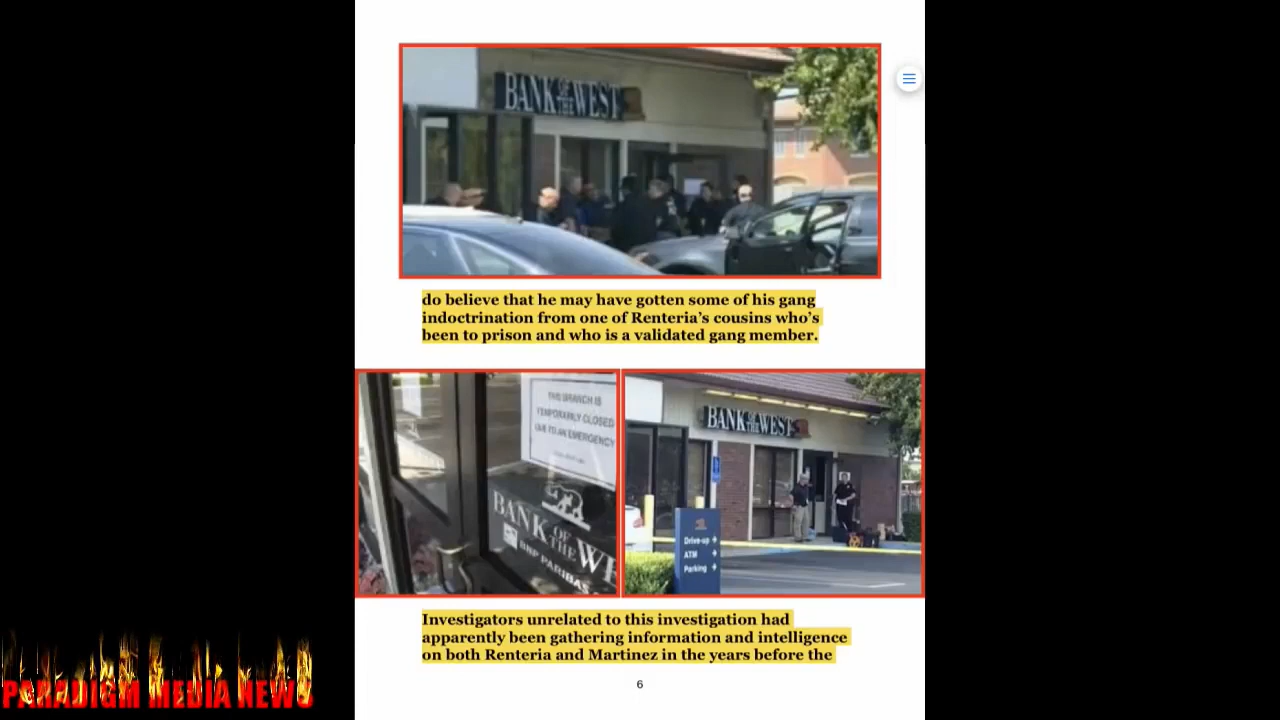 BANK OF THE WEST
do believe that he may have gotten some of his gang
indoctrination from one of Renteria's cousins who's
been to prison and who is a validated gang member.
THIS BRANCH IS
TEMPORARILY CLOSED
DUE TO AN EMERGENCY
BANK
OF
THE WE
BNP PARIBAS
BANK OF THE WEST
Drive-up
ATM
Parking
Investigators unrelated to this investigation had
apparently been gathering information and intelligence
on both Renteria and Martinez in the years before the
6
PARADIGM MEDIA NEWS